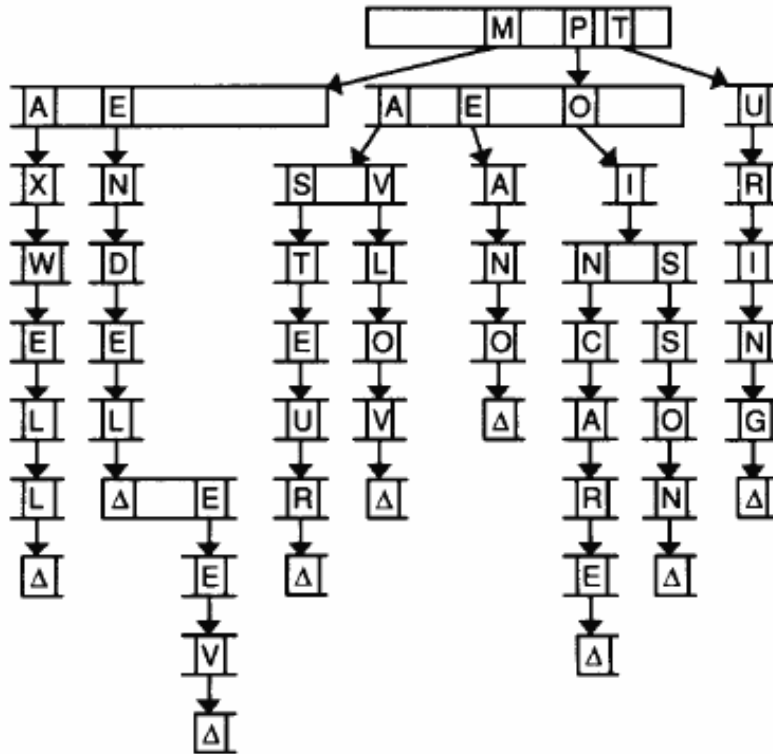 M P T
A E A E O U
X N S V A I R
W D T L N N S I
E E E O O C S N
L L U V Δ A O G
L Δ E R Δ R N Δ
Δ E Δ E Δ
V Δ
Δ